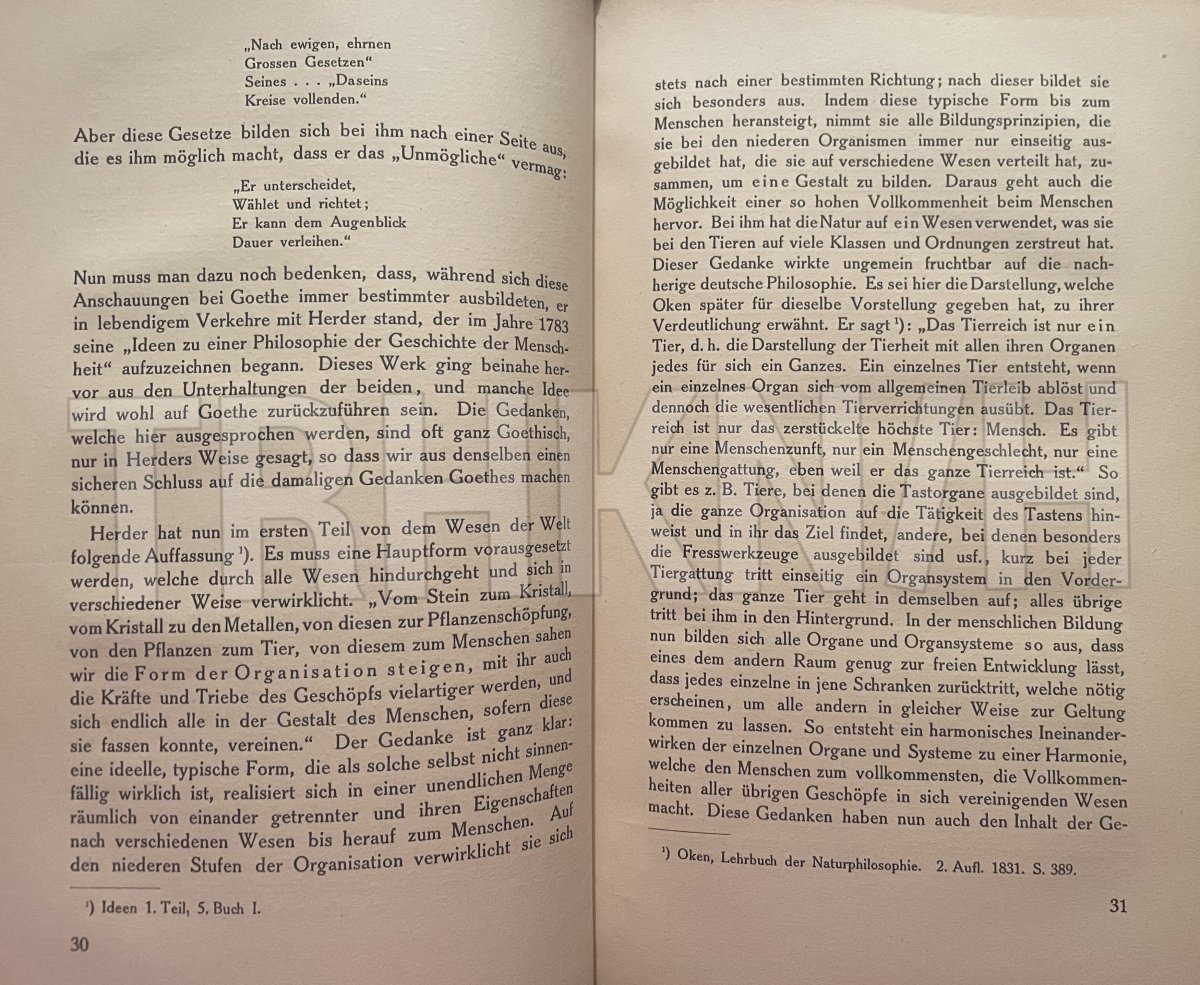 „Nach ewigen, ehrnen
Grossen Gesetzen“
Seines . . . „Daseins
Kreise vollenden.“
Aber diese Gesetze bilden sich bei ihm nach einer Seite aus,
die es ihm möglich macht, dass er das „Unmögliche“ vermag:
„Er unterscheidet,
Wählet und richtet;
Er kann dem Augenblick
Dauer verleihen.“
Nun muss man dazu noch bedenken, dass, während sich diese
Anschauungen bei Goethe immer bestimmter ausbildeten, er
in lebendigem Verkehre mit Herder stand, der im Jahre 1783
seine „Ideen zu einer Philosophie der Geschichte der Mensch-
heit“ aufzuzeichnen begann. Dieses Werk ging beinahe her-
vor aus den Unterhaltungen der beiden, und manche Idee
wird wohl auf Goethe zurückzuführen sein. Die Gedanken,
welche hier ausgesprochen werden, sind oft ganz Goethisch,
nur in Herders Weise gesagt, so dass wir aus denselben einen
sicheren Schluss auf die damaligen Gedanken Goethes machen
können.
Herder hat nun im ersten Teil von dem Wesen der Welt
folgende Auffassung ¹). Es muss eine Hauptform vorausgesetzt
werden, welche durch alle Wesen hindurchgeht und sich in
verschiedener Weise verwirklicht. „Vom Stein zum Kristall,
vom Kristall zu den Metallen, von diesen zur Pflanzenschöpfung,
von den Pflanzen zum Tier, von diesem zum Menschen sahen
wir die Form der Organisation steigen, mit ihr auch
die Kräfte und Triebe des Geschöpfs vielartiger werden, und
sich endlich alle in der Gestalt des Menschen, sofern diese
sie fassen konnte, vereinen.“ Der Gedanke ist ganz klar:
eine ideelle, typische Form, die als solche selbst nicht sinnen-
fällig wirklich ist, realisiert sich in einer unendlichen Menge
räumlich von einander getrennter und ihren Eigenschaften
nach verschiedenen Wesen bis herauf zum Menschen. Auf
den niederen Stufen der Organisation verwirklicht sie sich
¹) Ideen 1. Teil, 5. Buch I.
30
stets nach einer bestimmten Richtung; nach dieser bildet sie
sich besonders aus. Indem diese typische Form bis zum
Menschen heransteigt, nimmt sie alle Bildungsprinzipien, die
sie bei den niederen Organismen immer nur einseitig aus-
gebildet hat, die sie auf verschiedene Wesen verteilt hat, zu-
sammen, um eine Gestalt zu bilden. Daraus geht auch die
Möglichkeit einer so hohen Vollkommenheit beim Menschen
hervor. Bei ihm hat die Natur auf ein Wesen verwendet, was sie
bei den Tieren auf viele Klassen und Ordnungen zerstreut hat.
Dieser Gedanke wirkte ungemein fruchtbar auf die nach-
herige deutsche Philosophie. Es sei hier die Darstellung, welche
Oken später für dieselbe Vorstellung gegeben hat, zu ihrer
Verdeutlichung erwähnt. Er sagt ¹): „Das Tierreich ist nur ein
Tier, d. h. die Darstellung der Tierheit mit allen ihren Organen
jedes für sich ein Ganzes. Ein einzelnes Tier entsteht, wenn
ein einzelnes Organ sich vom allgemeinen Tierleib ablöst und
dennoch die wesentlichen Tierverrichtungen ausübt. Das Tier-
reich ist nur das zerstückelte höchste Tier: Mensch. Es gibt
nur eine Menschenzunft, nur ein Menschengeschlecht, nur eine
Menschengattung, eben weil er das ganze Tierreich ist.“ So
gibt es z. B. Tiere, bei denen die Tastorgane ausgebildet sind,
ja die ganze Organisation auf die Tätigkeit des Tastens hin-
weist und in ihr das Ziel findet, andere, bei denen besonders
die Fresswerkzeuge ausgebildet sind usf., kurz bei jeder
Tiergattung tritt einseitig ein Organsystem in den Vorder-
grund; das ganze Tier geht in demselben auf; alles übrige
tritt bei ihm in den Hintergrund. In der menschlichen Bildung
nun bilden sich alle Organe und Organsysteme so aus, dass
eines dem andern Raum genug zur freien Entwicklung lässt,
dass jedes einzelne in jene Schranken zurücktritt, welche nötig
erscheinen, um alle andern in gleicher Weise zur Geltung
kommen zu lassen. So entsteht ein harmonisches Ineinander-
wirken der einzelnen Organe und Systeme zu einer Harmonie,
welche den Menschen zum vollkommensten, die Vollkommen-
heiten aller übrigen Geschöpfe in sich vereinigenden Wesen
macht. Diese Gedanken haben nun auch den Inhalt der Ge-
¹) Oken, Lehrbuch der Naturphilosophie. 2. Aufl. 1831. S. 389.
31